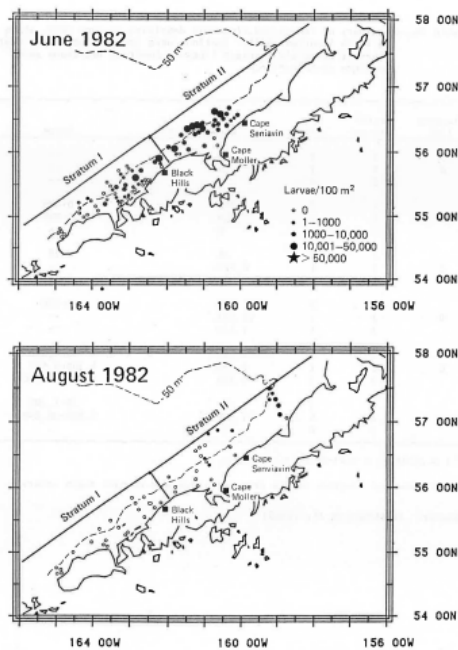 June 1982
58 00N
57 00N
56 00N
55 00N
54 00N
50 m
Stratum II
Stratum I
Cape
Seniavin
Cape
Moller
Black
Hills
Larvae/100 m²
0
1–1000
1000–10,000
10,001–50,000
> 50,000
164 00W
160 00W
156 00W
August 1982
58 00N
57 00N
56 00N
55 00N
54 00N
50 m
Stratum II
Stratum I
Cape
Senviavin
Cape
Moller
Black
Hills
164 00W
160 00W
156 00W